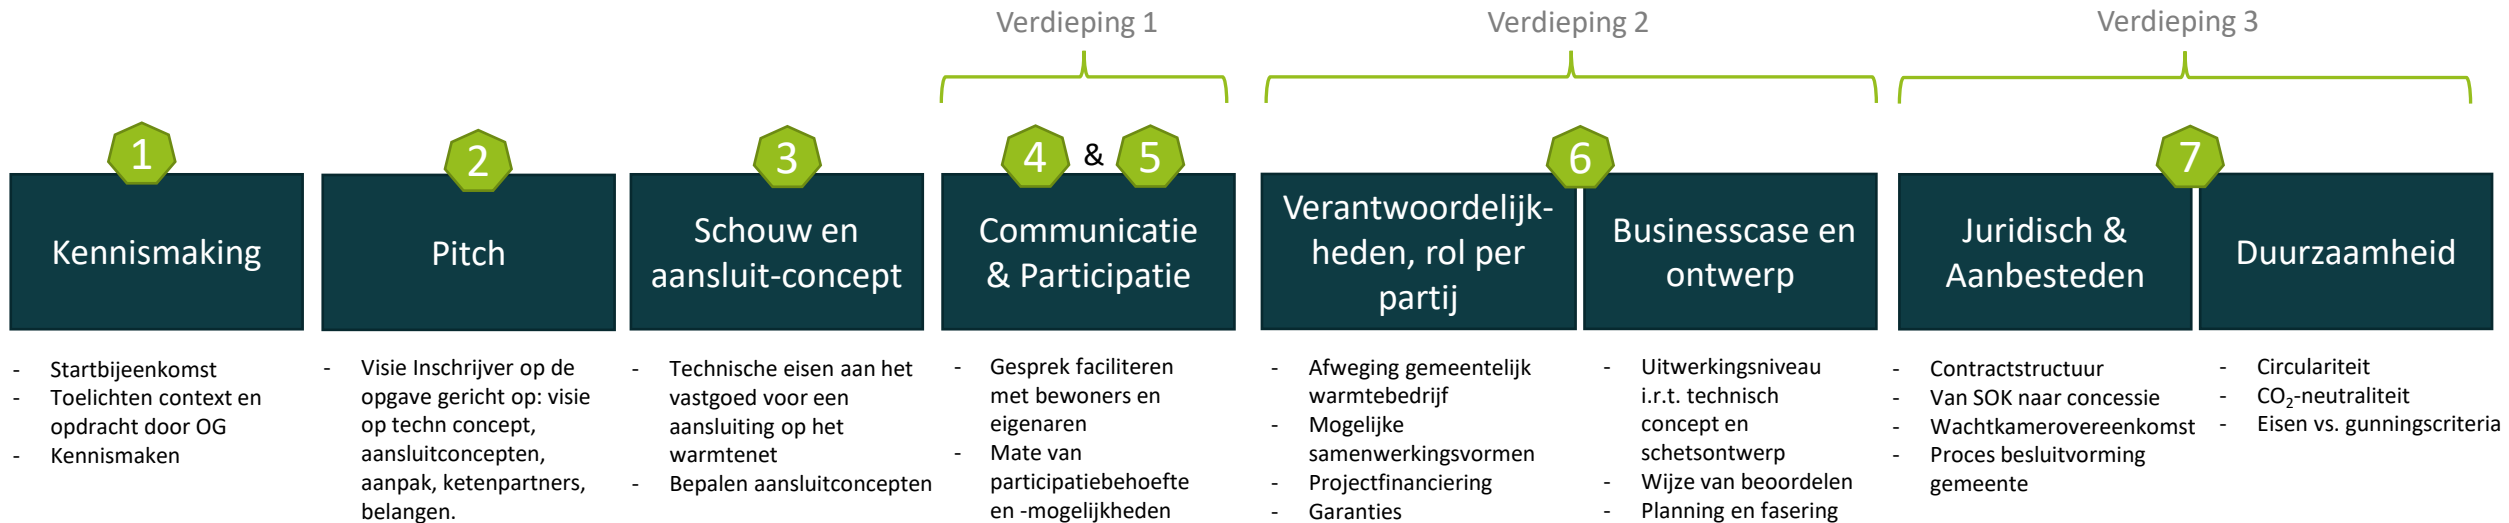 Verdieping 1
Verdieping 2
Verdieping 3
1
2
3
4 & 5
6
7
Kennismaking
Pitch
Schouw en
aansluit-concept
Communicatie
& Participatie
Verantwoordelijk-
heden, rol per
partij
Businesscase en
ontwerp
Juridisch &
Aanbesteden
Duurzaamheid
- Startbijeenkomst
- Toelichten context en
opdracht door OG
- Kennismaken
- Visie Inschrijver op de
opgave gericht op: visie
op techn concept,
aansluitconcepten,
aanpak, ketenpartners,
belangen.
- Technische eisen aan het
vastgoed voor een
aansluiting op het
warmtenet
- Bepalen aansluitconcepten
- Gesprek faciliteren
met bewoners en
eigenaren
- Mate van
participatiebehoefte
en -mogelijkheden
- Afweging gemeentelijk
warmtebedrijf
- Mogelijke
samenwerkingsvormen
- Projectfinanciering
- Garanties
- Uitwerkingsniveau
i.r.t. technisch
concept en
schetsontwerp
- Wijze van beoordelen
- Planning en fasering
- Contractstructuur
- Van SOK naar concessie
- Wachtkamerovereenkomst
- Proces besluitvorming
gemeente
- Circulariteit
- CO₂-neutraliteit
- Eisen vs. gunningscriteria